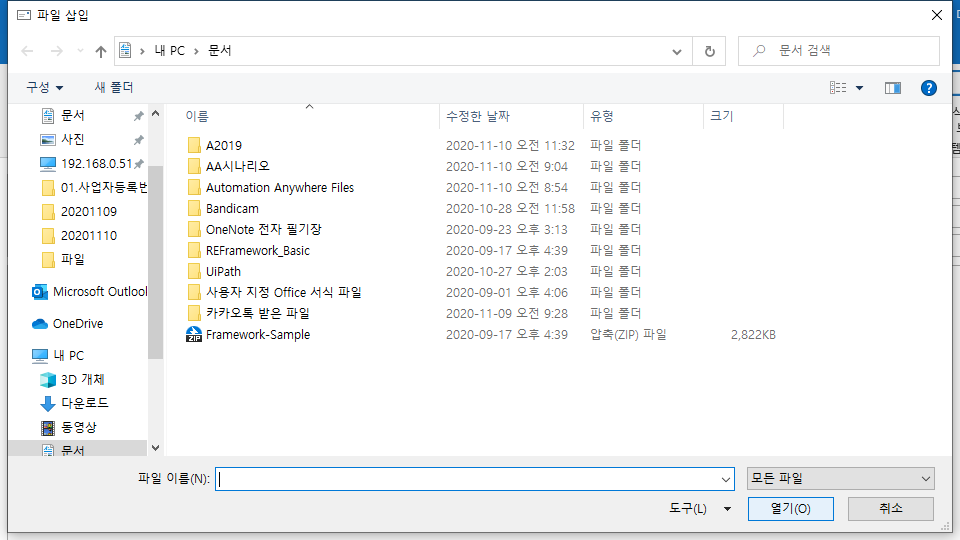 파일 삽입
내 PC > 문서
문서 검색
구성
새 폴더
문서
사진
192.168.0.51
01.사업자등록번
20201109
20201110
파일
Microsoft Outlool
OneDrive
내 PC
3D 개체
다운로드
동영상
문서
이름 수정한 날짜 유형 크기
A2019 2020-11-10 오전 11:32 파일 폴더
AA시나리오 2020-11-10 오전 9:04 파일 폴더
Automation Anywhere Files 2020-11-10 오전 8:54 파일 폴더
Bandicam 2020-10-28 오전 11:58 파일 폴더
OneNote 전자 필기장 2020-09-23 오후 3:13 파일 폴더
REFramework_Basic 2020-09-17 오후 4:39 파일 폴더
UiPath 2020-10-27 오후 2:03 파일 폴더
사용자 지정 Office 서식 파일 2020-09-01 오후 4:06 파일 폴더
카카오톡 받은 파일 2020-11-09 오전 9:28 파일 폴더
ZIP Framework-Sample 2020-09-17 오후 4:39 압축(ZIP) 파일 2,822KB
파일 이름(N):
모든 파일
도구(L)
열기(O)
취소